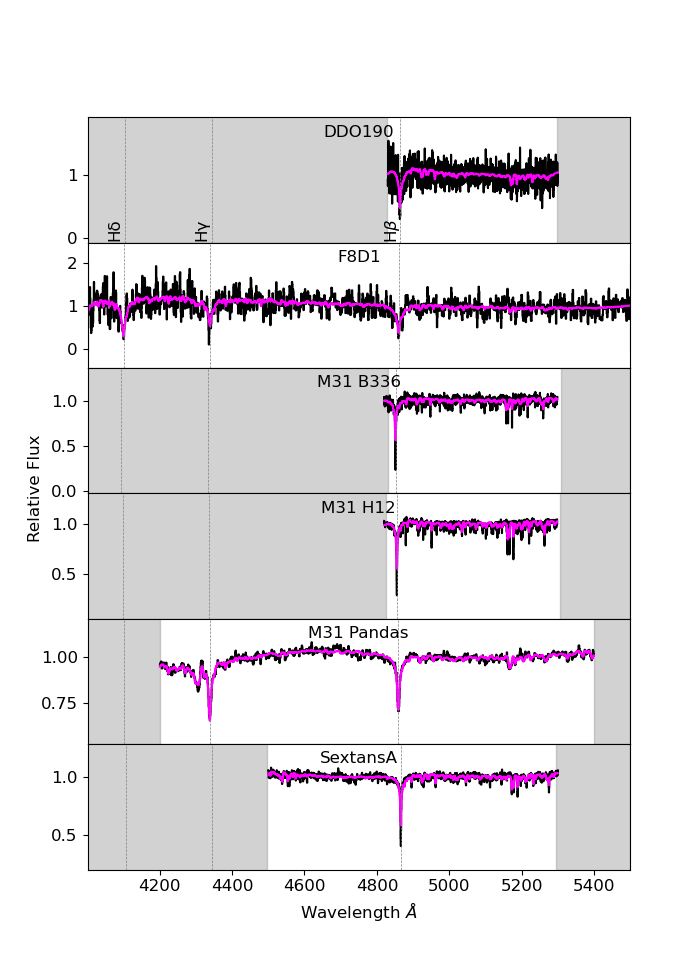 DDO190
1
0
Hδ
Hγ
Hβ
F8D1
2
1
0
M31 B336
1.0
0.5
0.0
M31 H12
1.0
0.5
M31 Pandas
1.00
0.75
SextansA
1.0
0.5
Relative Flux
4200 4400 4600 4800 5000 5200 5400
Wavelength Å